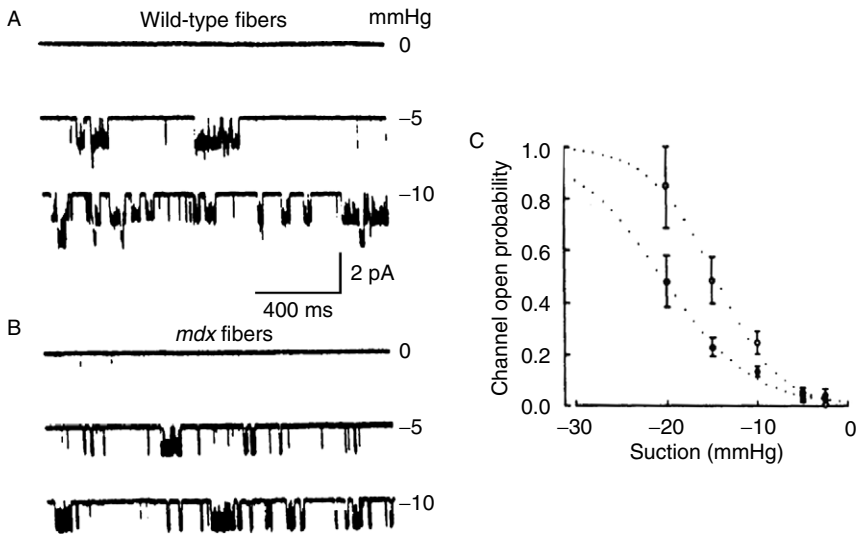 A
Wild-type fibers
mmHg
0
–5
–10
2 pA
400 ms
B
mdx fibers
0
–5
–10
C
Channel open probability
1.0
0.8
0.6
0.4
0.2
0.0
–30
–20
–10
0
Suction (mmHg)